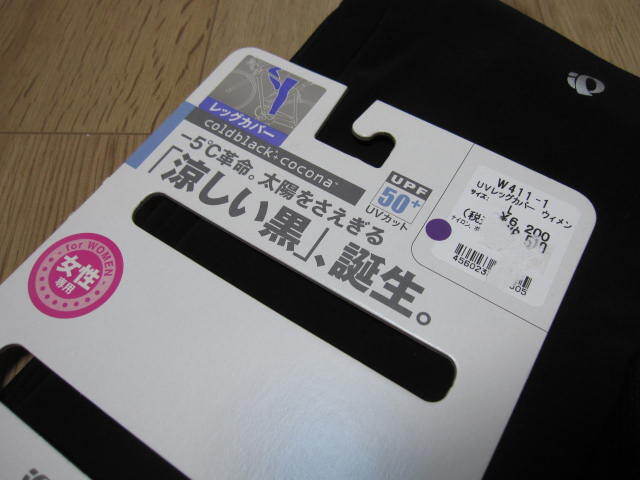 レッグカバー
coldblack+cocona
−5℃革命。太陽をさえぎる
「涼しい黒」、誕生。
UPF
50+
UVカット
for WOMEN
女性
専用
W411-1
UVレッグカバー ウィメン
サイズ:
¥6,200
(税
456023
J05